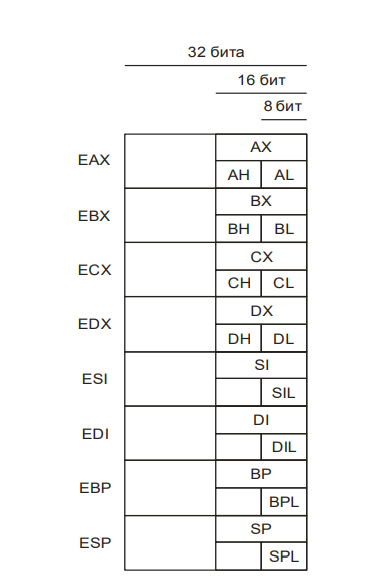 32 бита
16 бит
8 бит
EAX
AX
AH AL
EBX
BX
BH BL
ECX
CX
CH CL
EDX
DX
DH DL
ESI
SI
SIL
EDI
DI
DIL
EBP
BP
BPL
ESP
SP
SPL